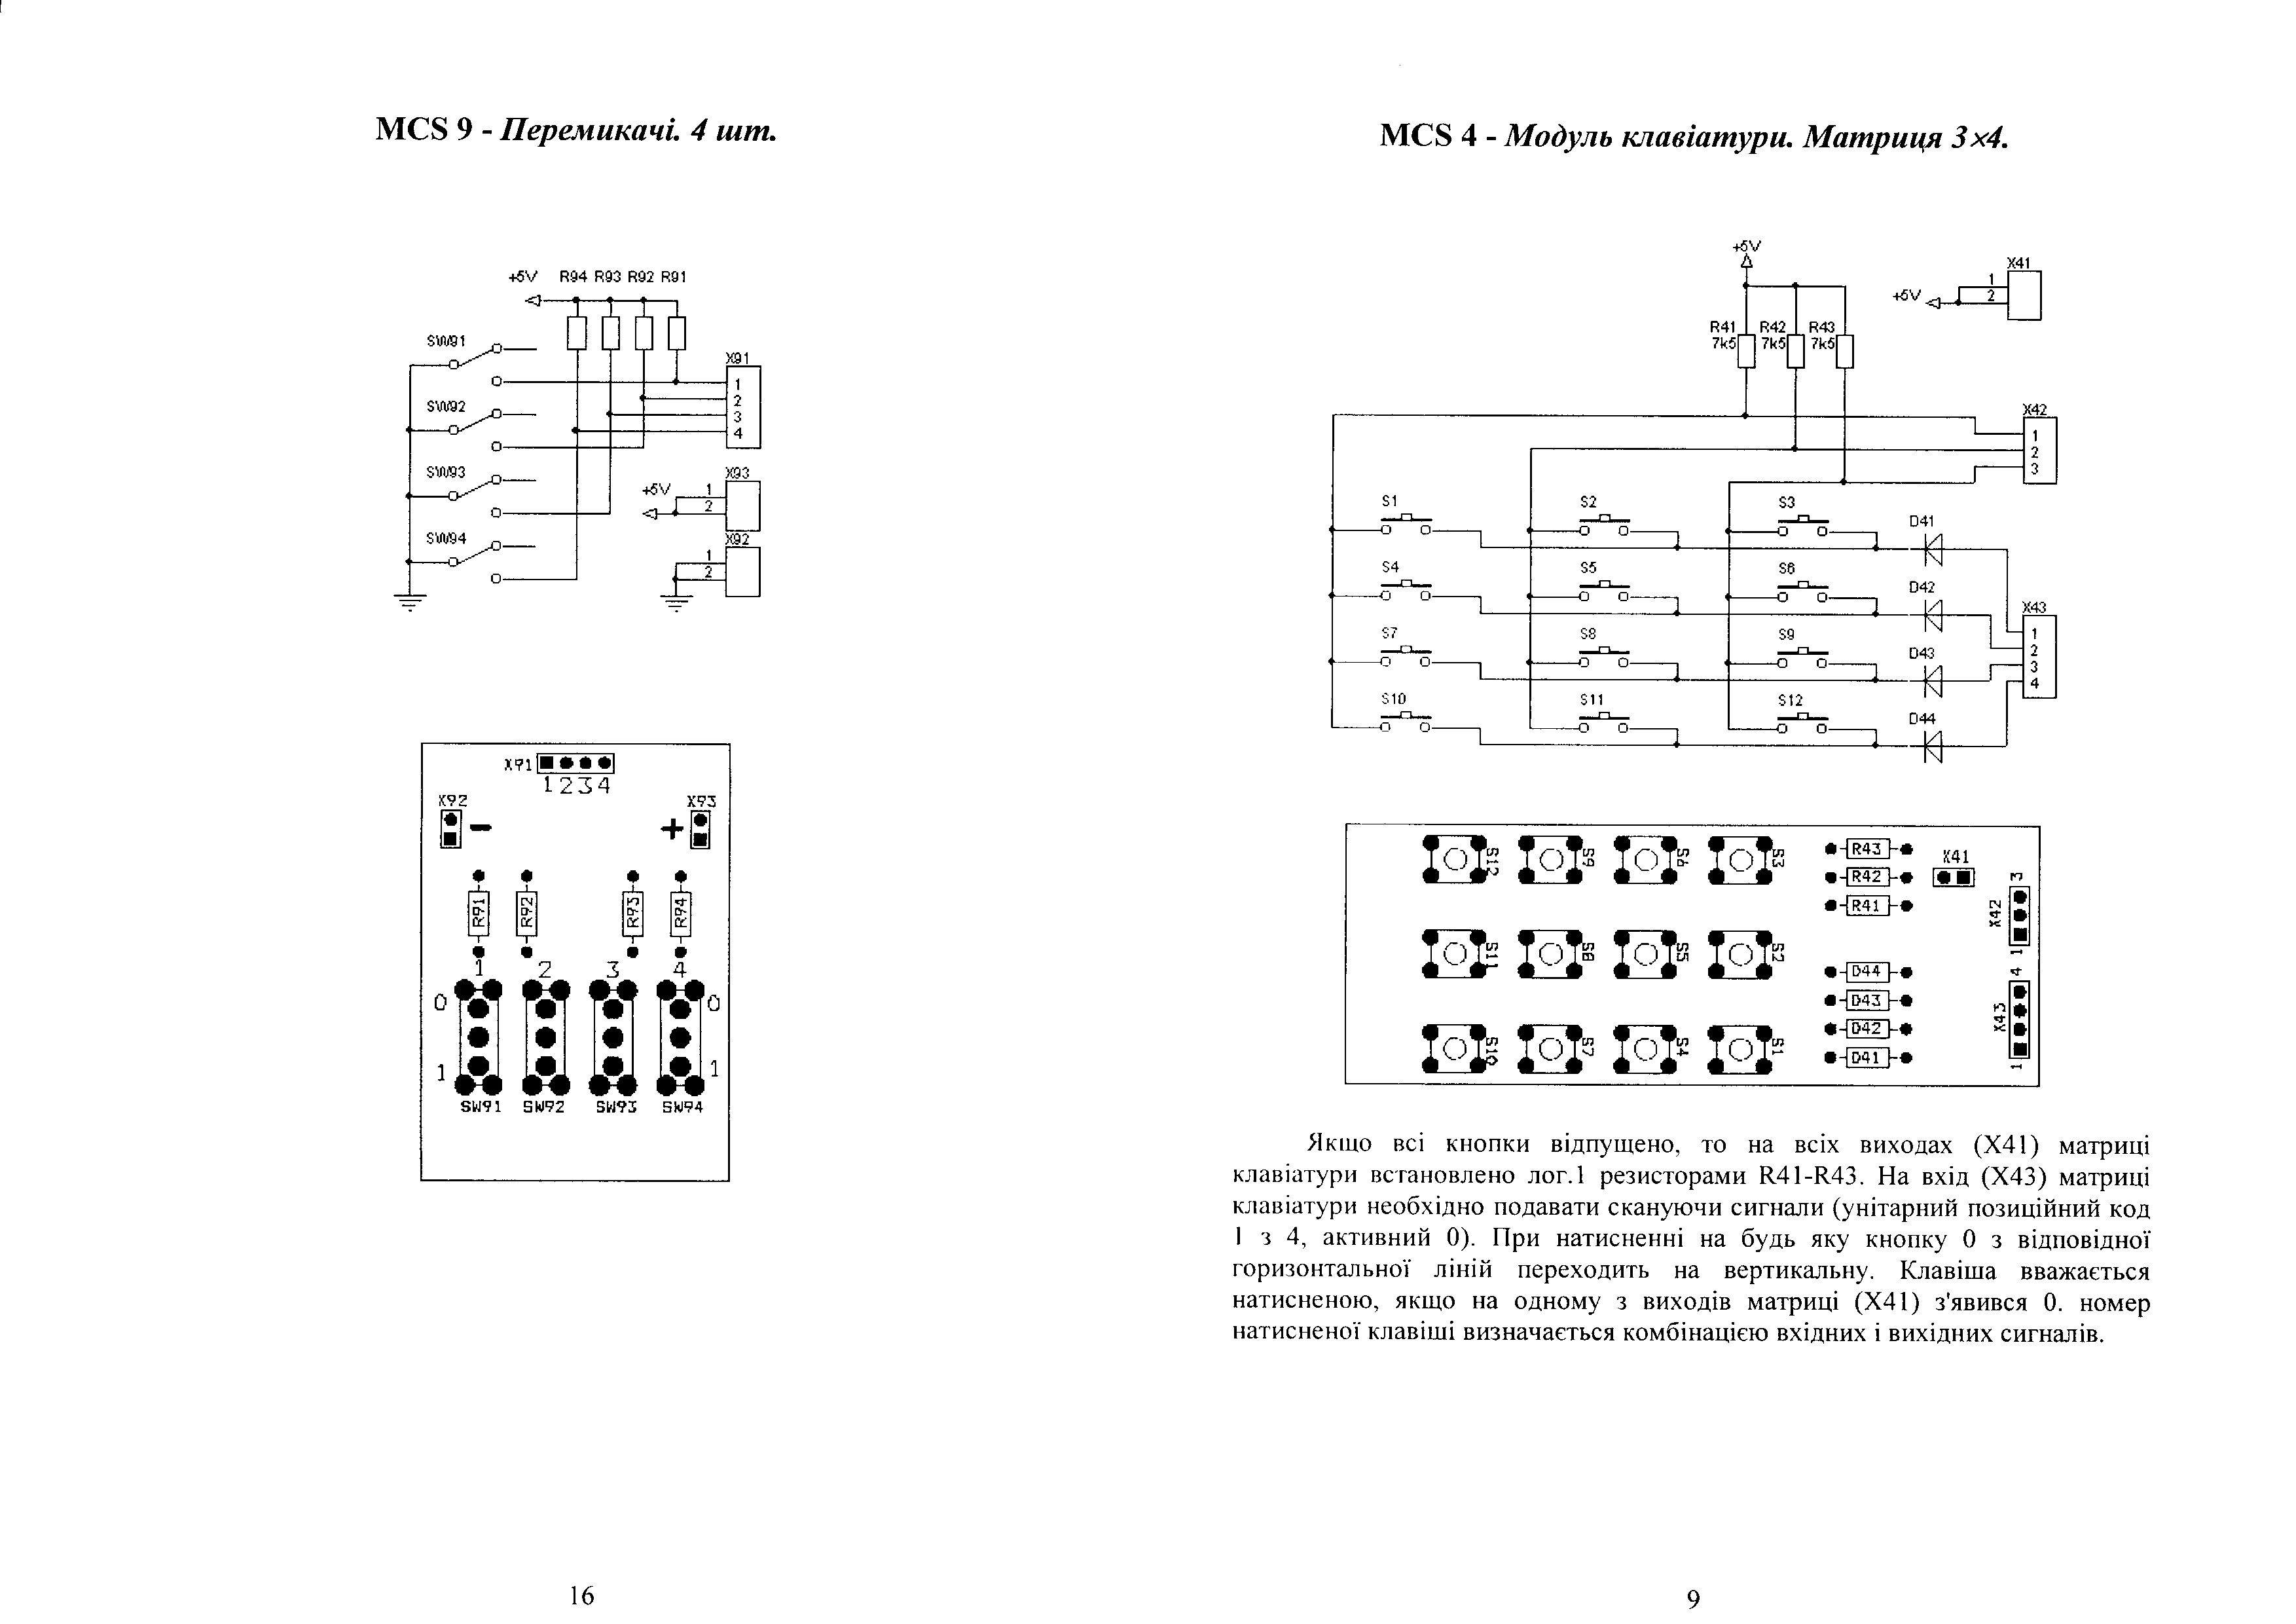 MCS 9 - Перемикачі. 4 шт.
+5V R94 R93 R92 R91
SW91
X91
1
SW92
2
3
4
SW93
X93
+5V 1
2
SW94
X92
1
2
X91
1 2 3 4
X92
X93
- +
R91 R92 R93 R94
1 2 3 4
0 0
1 1
SW91 SW92 SW93 SW94
16
MCS 4 - Модуль клавіатури. Матриця 3×4.
+5V
X41
1
+5V 2
R41 R42 R43
7k5 7k5 7k5
X42
1
2
3
S1 S2 S3
D41
S4 S5 S6
D42
X43
S7 S8 S9
1
2
D43
3
4
S10 S11 S12
D44
S12 S9 S6 S3
R43
X41
R42
3
R41
X42
S11 S8 S5 S2
1
D44
4
D43
X43
D42
S10 S7 S4 S1
D41
1
Якщо всі кнопки відпущено, то на всіх виходах (X41) матриці
клавіатури встановлено лог.1 резисторами R41-R43. На вхід (X43) матриці
клавіатури необхідно подавати скануючи сигнали (унітарний позиційний код
1 з 4, активний 0). При натисненні на будь яку кнопку 0 з відповідної
горизонтальної ліній переходить на вертикальну. Клавіша вважається
натисненою, якщо на одному з виходів матриці (X41) з'явився 0. номер
натисненої клавіші визначається комбінацією вхідних і вихідних сигналів.
9